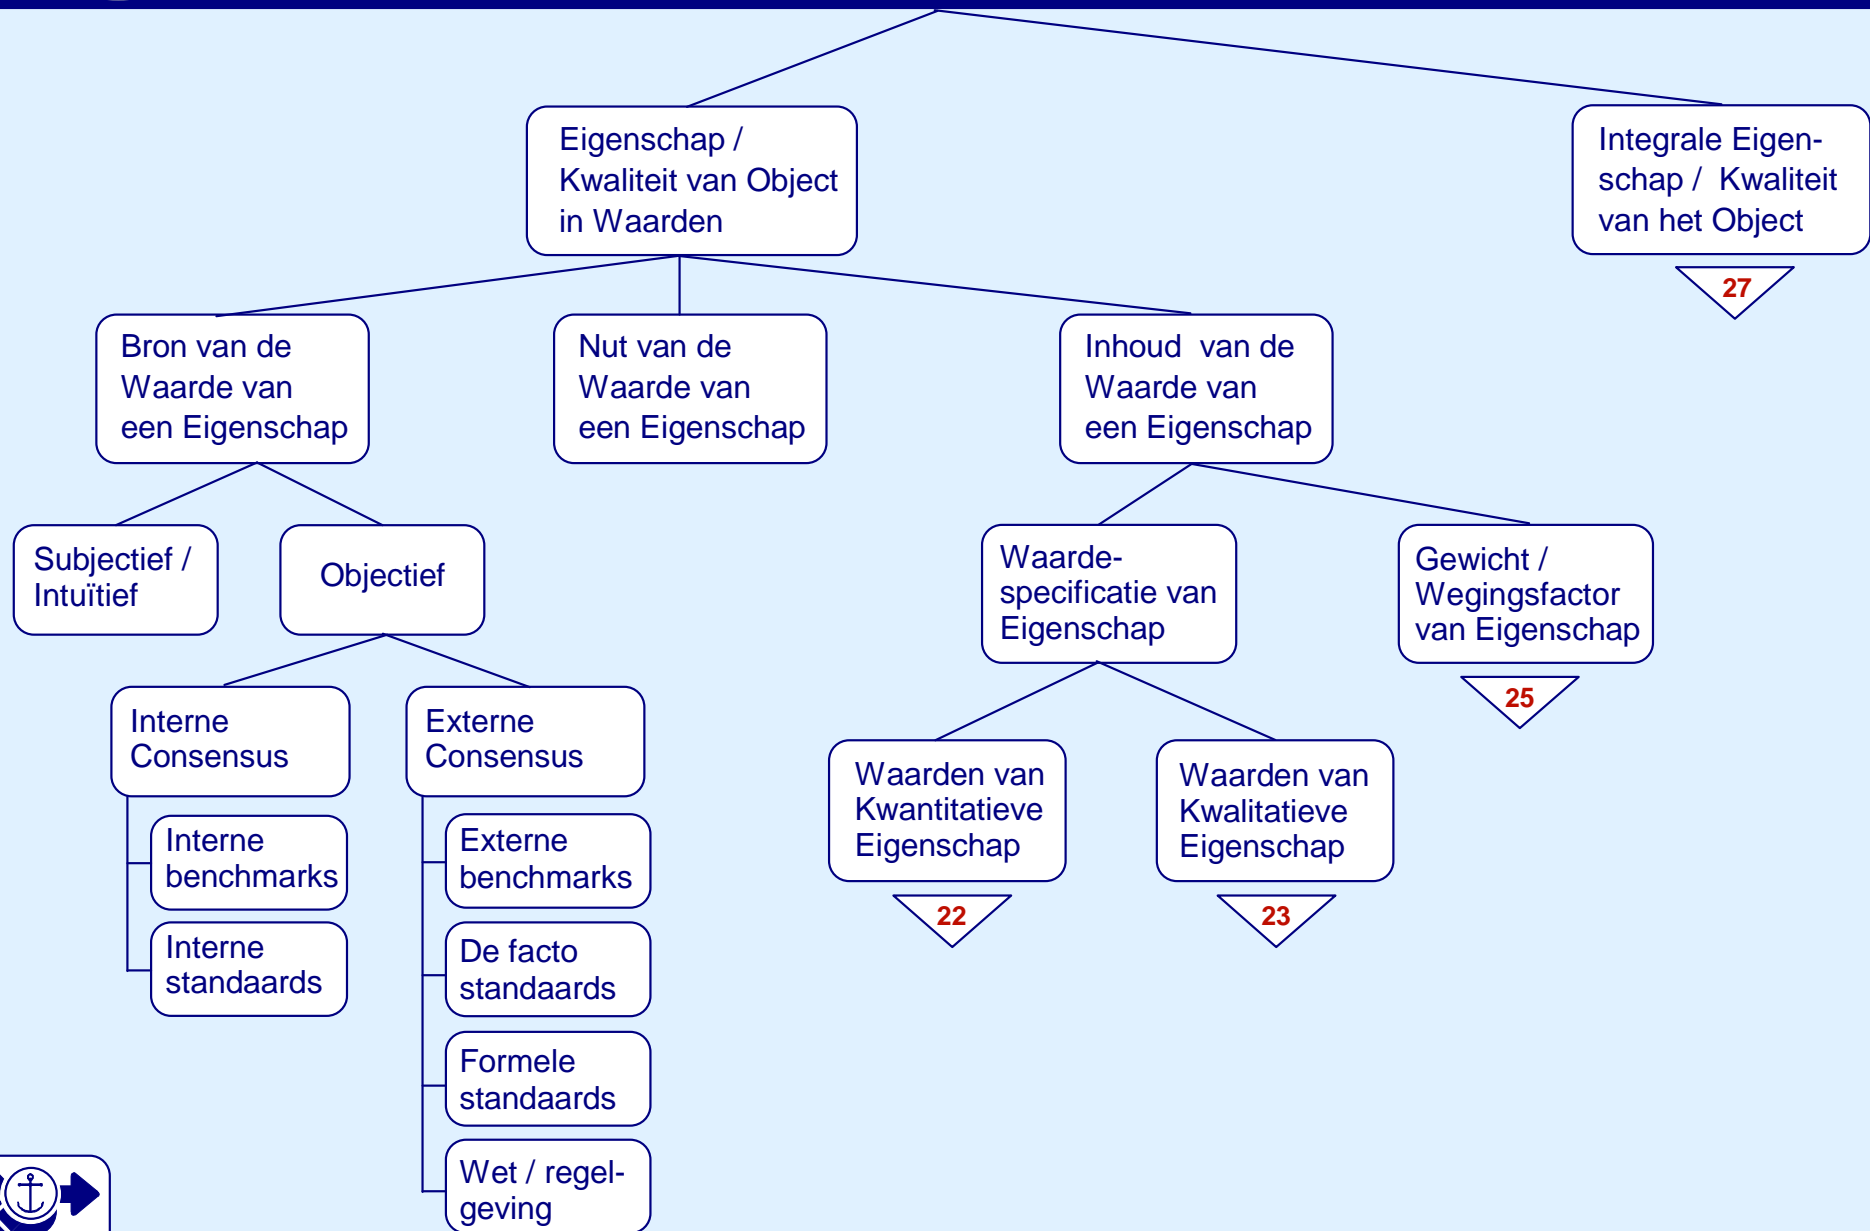 Eigenschap /
Kwaliteit van Object
in Waarden
Integrale Eigen-
schap / Kwaliteit
van het Object
27
Bron van de
Waarde van
een Eigenschap
Nut van de
Waarde van
een Eigenschap
Inhoud van de
Waarde van
een Eigenschap
Subjectief /
Intuïtief
Objectief
Waarde-
specificatie van
Eigenschap
Gewicht /
Wegingsfactor
van Eigenschap
25
Interne
Consensus
Externe
Consensus
Waarden van
Kwantitatieve
Eigenschap
22
Waarden van
Kwalitatieve
Eigenschap
23
Interne
benchmarks
Interne
standaards
Externe
benchmarks
De facto
standaards
Formele
standaards
Wet / regel-
geving